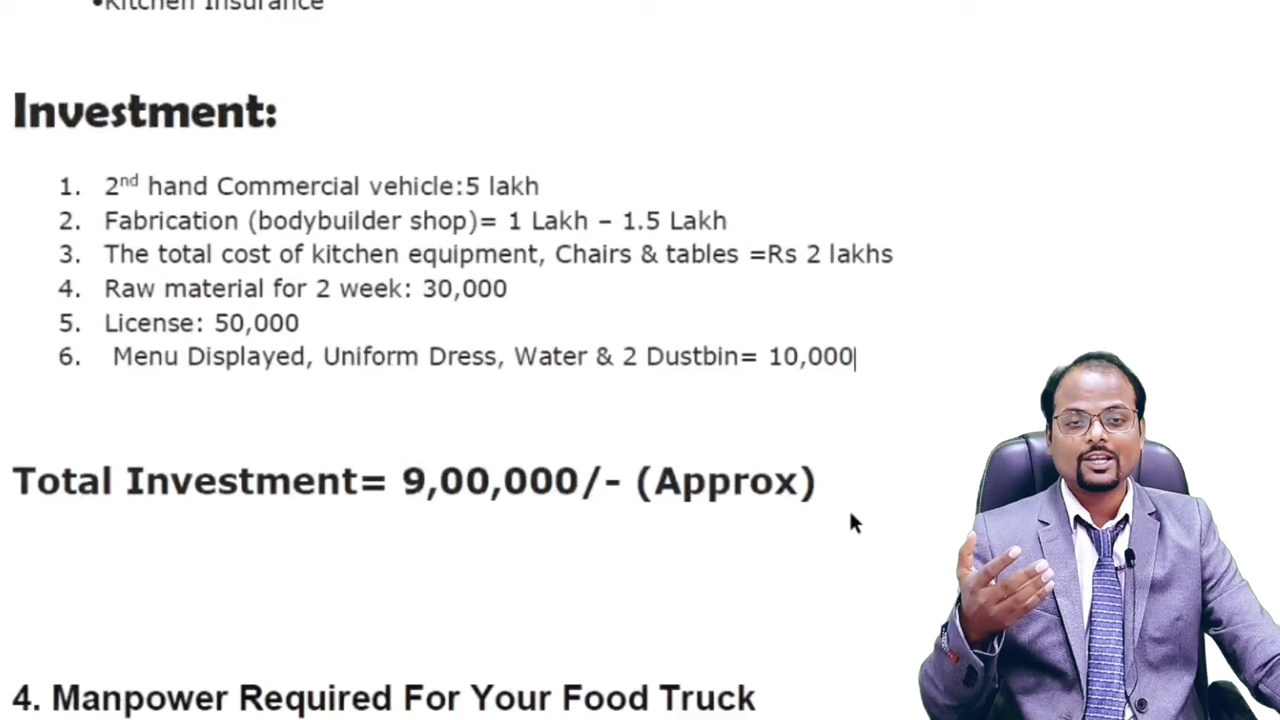 •Kitchen Insurance
Investment:
1. 2nd hand Commercial vehicle:5 lakh
2. Fabrication (bodybuilder shop)= 1 Lakh – 1.5 Lakh
3. The total cost of kitchen equipment, Chairs & tables =Rs 2 lakhs
4. Raw material for 2 week: 30,000
5. License: 50,000
6. Menu Displayed, Uniform Dress, Water & 2 Dustbin= 10,000
Total Investment= 9,00,000/- (Approx)
4. Manpower Required For Your Food Truck